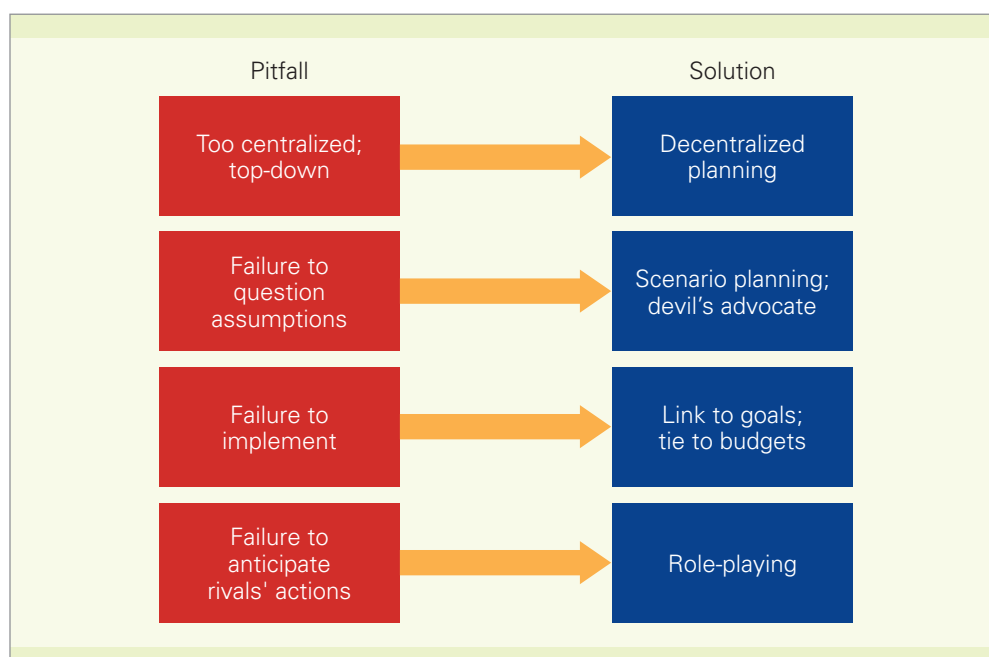 Pitfall
Solution
Too centralized;
top-down
Decentralized
planning
Failure to
question
assumptions
Scenario planning;
devil’s advocate
Failure to
implement
Link to goals;
tie to budgets
Failure to
anticipate
rivals' actions
Role-playing